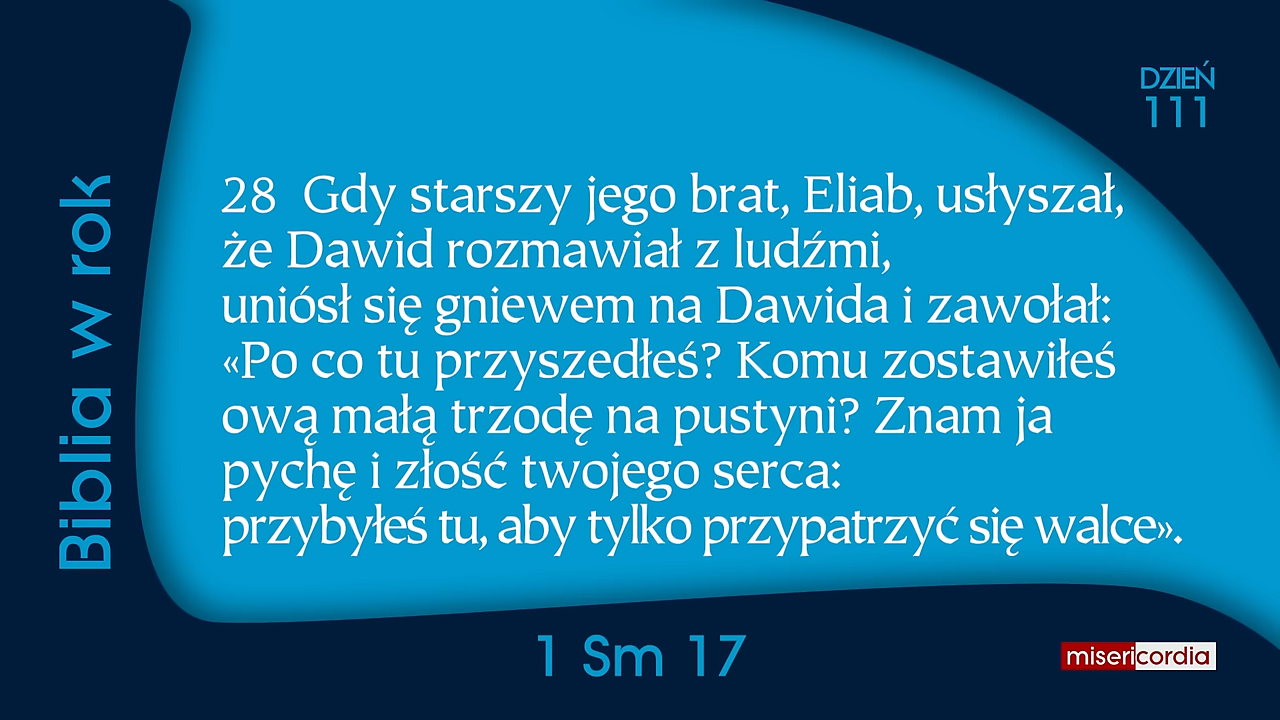 DZIEŃ
111
Biblia w rok
28 Gdy starszy jego brat, Eliab, usłyszał,
że Dawid rozmawiał z ludźmi,
uniósł się gniewem na Dawida i zawołał:
«Po co tu przyszedłeś? Komu zostawiłeś
ową małą trzodę na pustyni? Znam ja
pychę i złość twojego serca:
przybyłeś tu, aby tylko przypatrzyć się walce».
1 Sm 17
misericordia